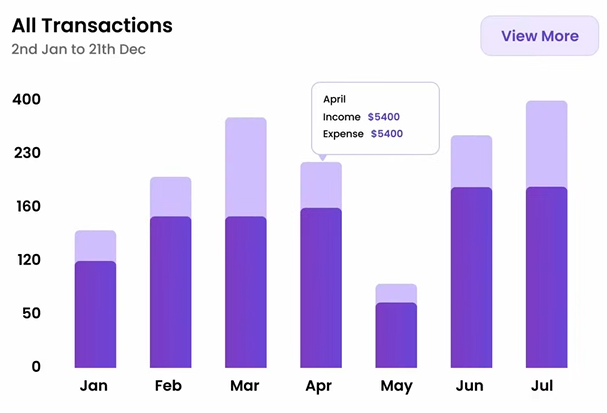 All Transactions
2nd Jan to 21th Dec
View More
400
230
160
120
50
0
April
Income $5400
Expense $5400
Jan Feb Mar Apr May Jun Jul